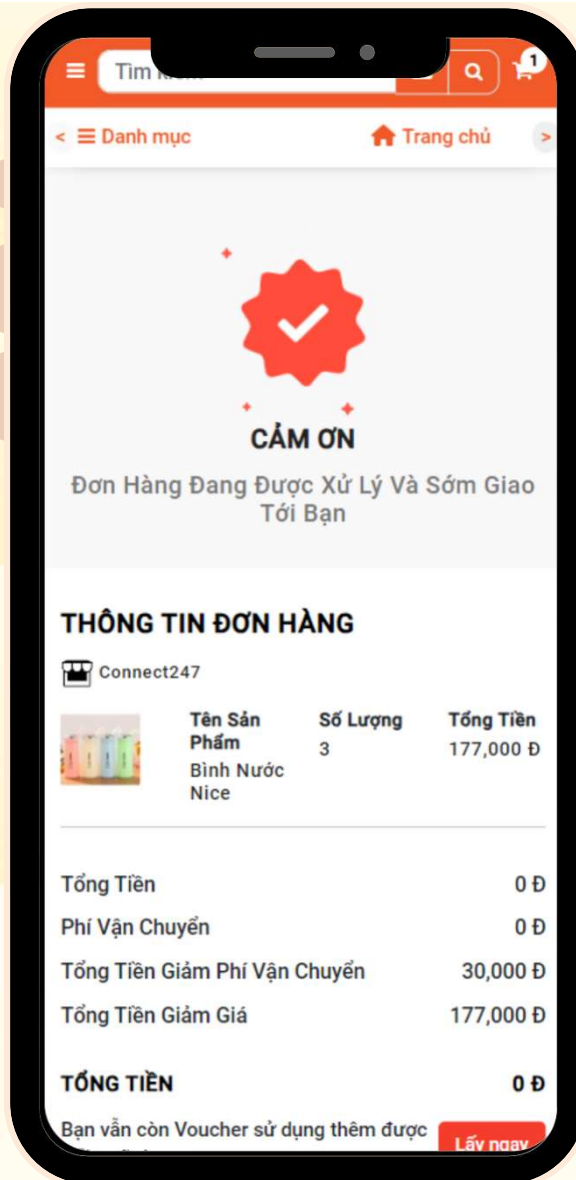 1
Danh mục
Trang chủ
CẢM ƠN
Đơn Hàng Đang Được Xử Lý Và Sớm Giao
Tới Bạn
THÔNG TIN ĐƠN HÀNG
Connect247
Tên Sản Phẩm
Số Lượng
Tổng Tiền
Bình Nước Nice
3
177,000 Đ
Tổng Tiền 0 Đ
Phí Vận Chuyển 0 Đ
Tổng Tiền Giảm Phí Vận Chuyển 30,000 Đ
Tổng Tiền Giảm Giá 177,000 Đ
TỔNG TIỀN 0 Đ
Bạn vẫn còn Voucher sử dụng thêm được
Lấy ngay